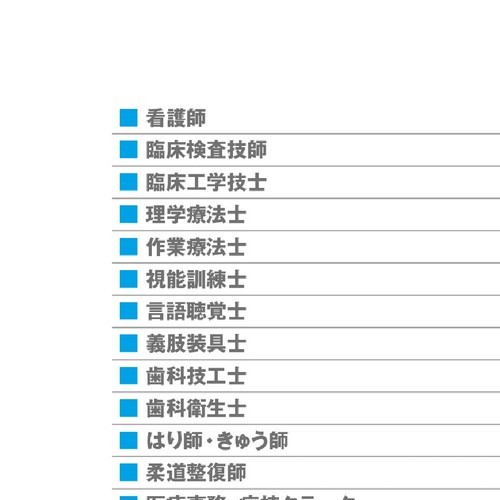 看護師
臨床検査技師
臨床工学技士
理学療法士
作業療法士
視能訓練士
言語聴覚士
義肢装具士
歯科技工士
歯科衛生士
はり師・きゅう師
柔道整復師